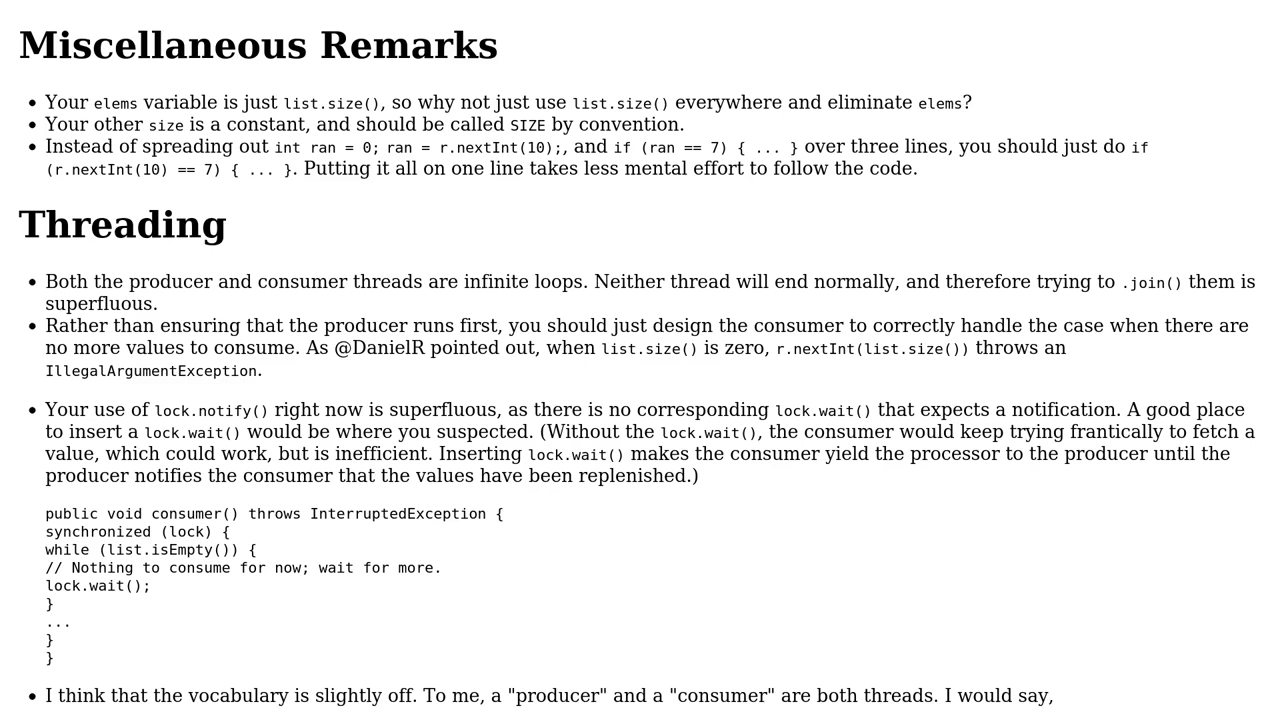 Miscellaneous Remarks
• Your elems variable is just list.size(), so why not just use list.size() everywhere and eliminate elems?
• Your other size is a constant, and should be called SIZE by convention.
• Instead of spreading out int ran = 0; ran = r.nextInt(10);, and if (ran == 7) { ... } over three lines, you should just do if
(r.nextInt(10) == 7) { ... }. Putting it all on one line takes less mental effort to follow the code.
Threading
• Both the producer and consumer threads are infinite loops. Neither thread will end normally, and therefore trying to .join() them is
superfluous.
• Rather than ensuring that the producer runs first, you should just design the consumer to correctly handle the case when there are
no more values to consume. As @DanielR pointed out, when list.size() is zero, r.nextInt(list.size()) throws an
IllegalArgumentException.
• Your use of lock.notify() right now is superfluous, as there is no corresponding lock.wait() that expects a notification. A good place
to insert a lock.wait() would be where you suspected. (Without the lock.wait(), the consumer would keep trying frantically to fetch a
value, which could work, but is inefficient. Inserting lock.wait() makes the consumer yield the processor to the producer until the
producer notifies the consumer that the values have been replenished.)
public void consumer() throws InterruptedException {
synchronized (lock) {
while (list.isEmpty()) {
// Nothing to consume for now; wait for more.
lock.wait();
}
...
}
}
• I think that the vocabulary is slightly off. To me, a "producer" and a "consumer" are both threads. I would say,